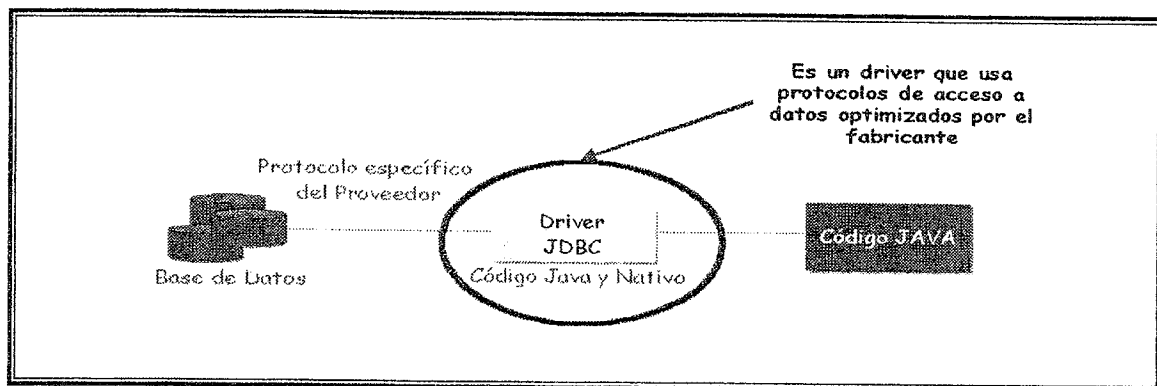 Es un driver que usa
protocolos de acceso a
datos optimizados por el
fabricante
Protocolo específico
del Proveedor
Driver
JDBC
Código JAVA
Base de Datos
Código Java y Nativo